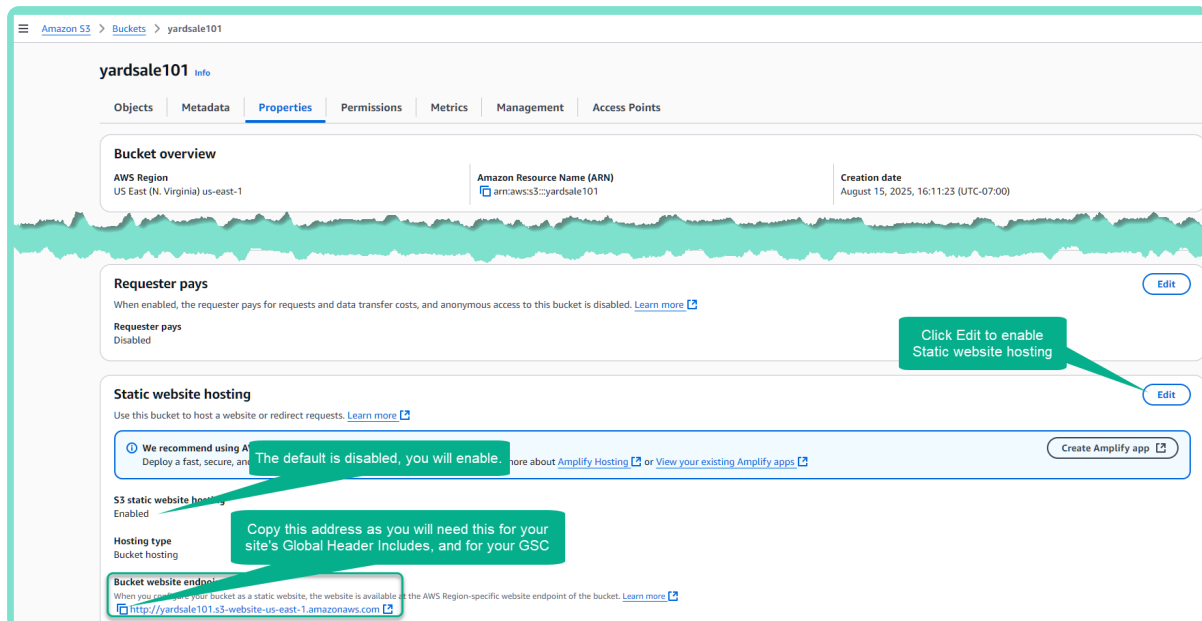 Amazon S3 > Buckets > yardsale101
yardsale101 Info
Objects Metadata Properties Permissions Metrics Management Access Points
Bucket overview
AWS Region
US East (N. Virginia) us-east-1
Amazon Resource Name (ARN)
arn:aws:s3:::yardsale101
Creation date
August 15, 2025, 16:11:23 (UTC-07:00)
Requester pays
Edit
When enabled, the requester pays for requests and data transfer costs, and anonymous access to this bucket is disabled. Learn more
Requester pays
Disabled
Click Edit to enable
Static website hosting
Static website hosting
Edit
Use this bucket to host a website or redirect requests. Learn more
We recommend using
Create Amplify app
Deploy a fast, secure, about Amplify Hosting or View your existing Amplify apps
The default is disabled, you will enable.
S3 static website hosting
Enabled
Copy this address as you will need this for your
site's Global Header Includes, and for your GSC
Hosting type
Bucket hosting
Bucket website
When you configure your bucket as a static website, the website is available at the AWS Region-specific website endpoint of the bucket. Learn more
http://yardsale101.s3-website-us-east-1.amazonaws.com